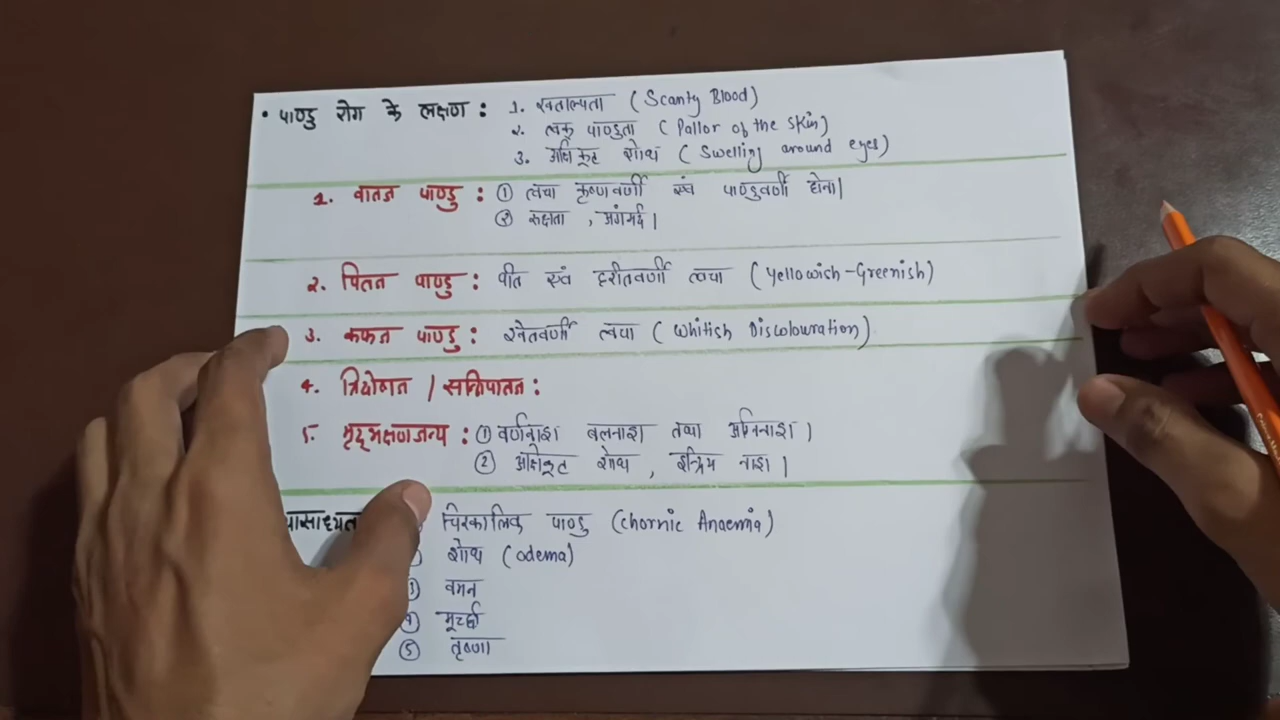 • पाण्डु रोग के लक्षण : 1. रक्ताल्पता (Scanty Blood)
२. त्वक् पाण्डुता (Pallor of the Skin)
3. अक्षिकूट शोथ (Swelling around eyes)
1. वातज पाण्डु : ① त्वचा कृष्णवर्णी एवं पाण्डुवर्णी होना।
② रुक्षता , अंगमर्द।
२. पित्तज पाण्डु : पीत एवं हरीतवर्णी त्वचा (Yellowish-Greenish)
3. कफज पाण्डु : श्वेतवर्णी त्वचा (Whitish Discolouration)
4. त्रिदोषज / सन्निपातज :
5. मृद्भक्षणजन्य : ① वर्णनाश बलनाश तथा अग्निनाश।
② अक्षिकूट शोथ , इन्द्रिय नाश।
चिरकालिक पाण्डु (Chornic Anaemia)
शोथ (odema)
वमन
मूर्च्छा
⑤ तृष्णा